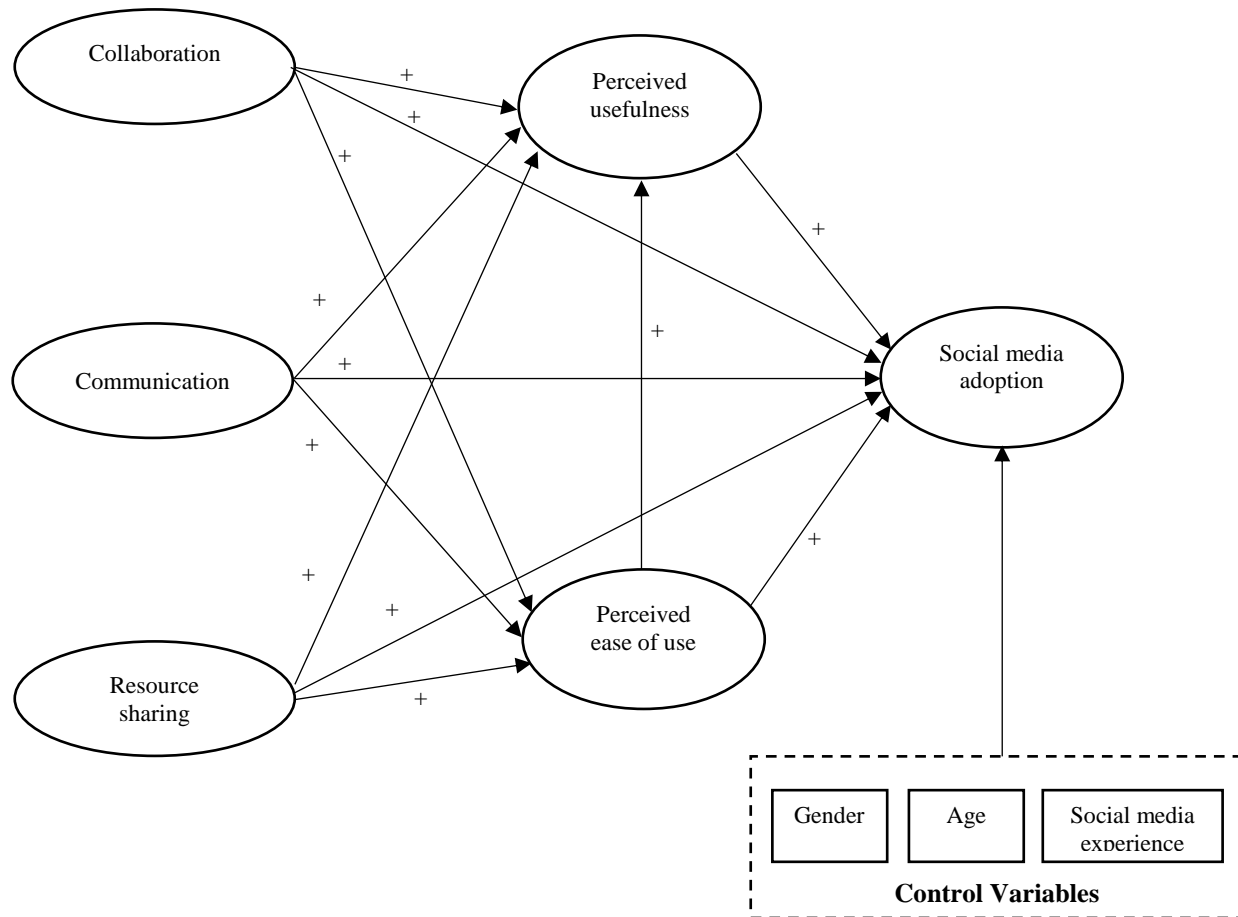 Collaboration
+
+
+
Perceived
usefulness
+
+
+
+
Communication
Social media
adoption
+
+
+
+
Perceived
ease of use
Resource
sharing
+
Gender
Age
Social media
experience
Control Variables